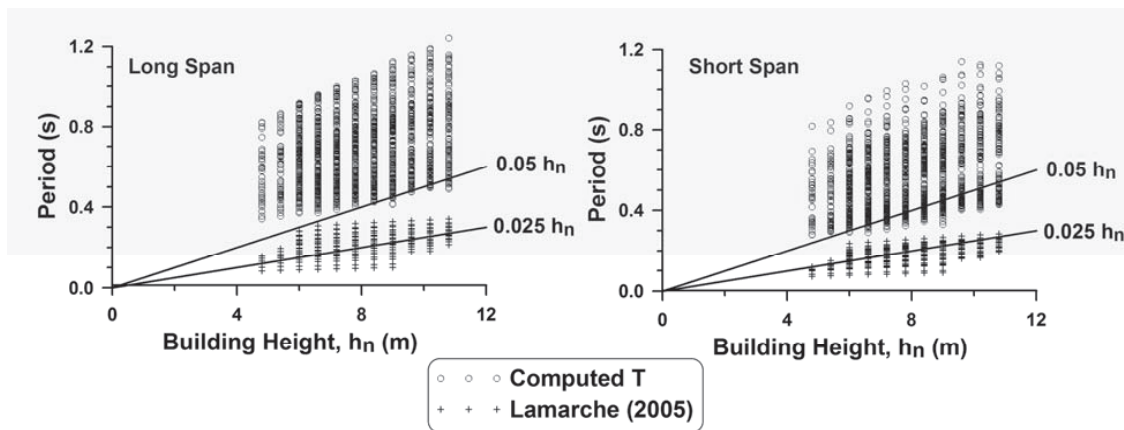 1.2
0.8
0.4
0.0
Period (s)
Long Span
0.05 hn
0.025 hn
0
4
8
12
Building Height, hn (m)
1.2
0.8
0.4
0.0
Period (s)
Short Span
0.05 hn
0.025 hn
0
4
8
12
Building Height, hn (m)
Computed T
Lamarche (2005)